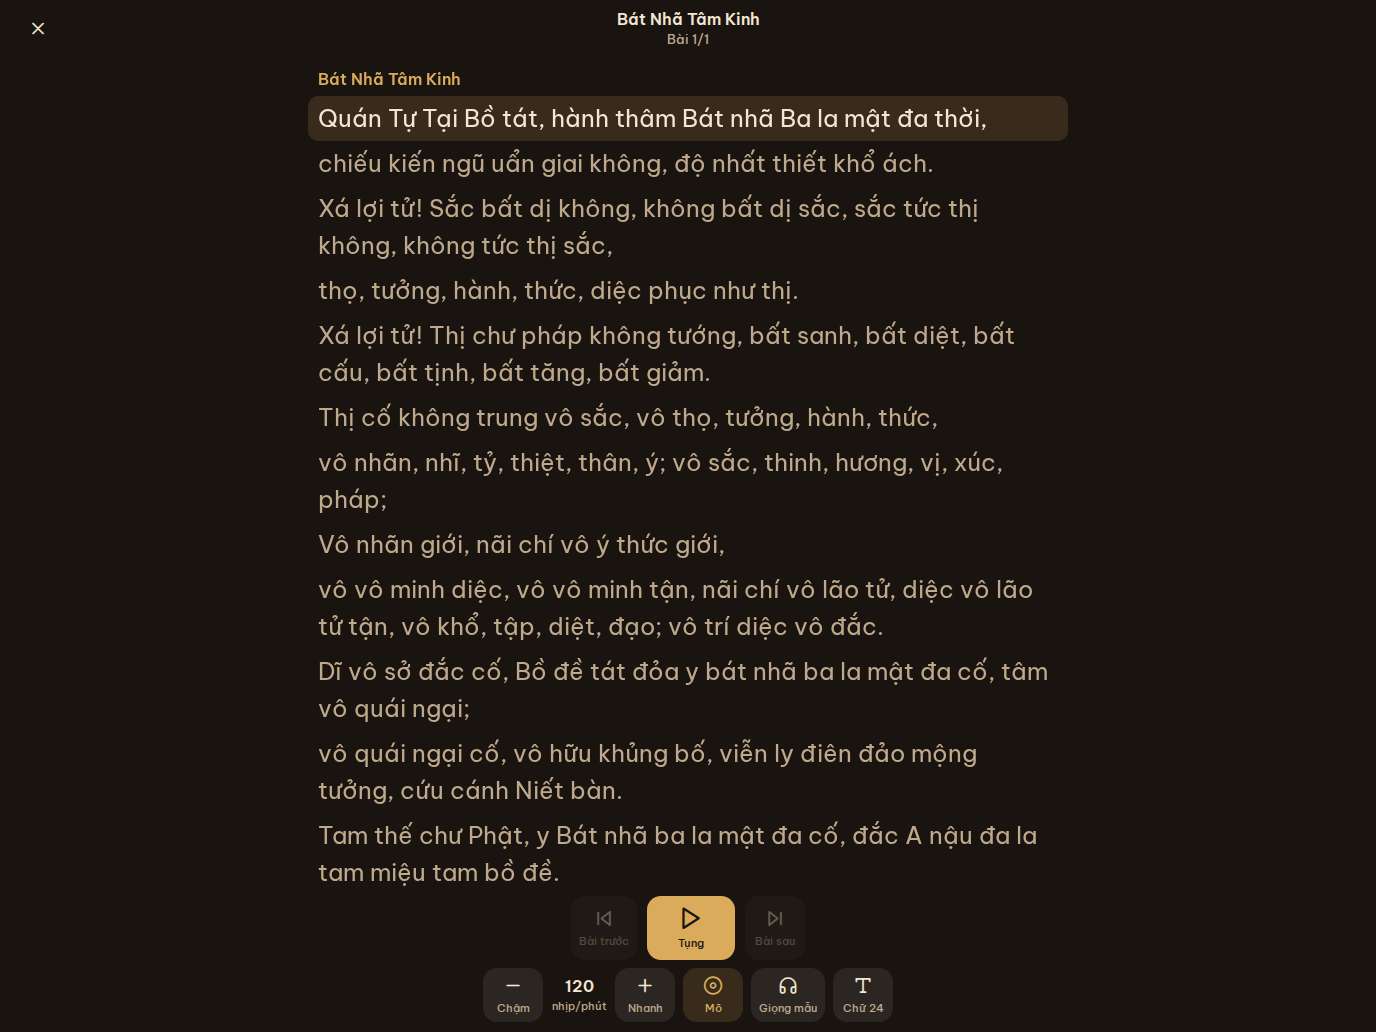 Bát Nhã Tâm Kinh
Bài 1/1
Bát Nhã Tâm Kinh
Quán Tự Tại Bồ tát, hành thâm Bát nhã Ba la mật đa thời,
chiếu kiến ngũ uẩn giai không, độ nhất thiết khổ ách.
Xá lợi tử! Sắc bất dị không, không bất dị sắc, sắc tức thị
không, không tức thị sắc,
thọ, tưởng, hành, thức, diệc phục như thị.
Xá lợi tử! Thị chư pháp không tướng, bất sanh, bất diệt, bất
cấu, bất tịnh, bất tăng, bất giảm.
Thị cố không trung vô sắc, vô thọ, tưởng, hành, thức,
vô nhãn, nhĩ, tỷ, thiệt, thân, ý; vô sắc, thinh, hương, vị, xúc,
pháp;
Vô nhãn giới, nãi chí vô ý thức giới,
vô vô minh diệc, vô vô minh tận, nãi chí vô lão tử, diệc vô lão
tử tận, vô khổ, tập, diệt, đạo; vô trí diệc vô đắc.
Dĩ vô sở đắc cố, Bồ đề tát đỏa y bát nhã ba la mật đa cố, tâm
vô quái ngại;
vô quái ngại cố, vô hữu khủng bố, viễn ly điên đảo mộng
tưởng, cứu cánh Niết bàn.
Tam thế chư Phật, y Bát nhã ba la mật đa cố, đắc A nậu đa la
tam miệu tam bồ đề.
Bài trước
Tụng
Bài sau
Chậm
120
nhịp/phút
Nhanh
Mõ
Giọng mẫu
Chữ 24